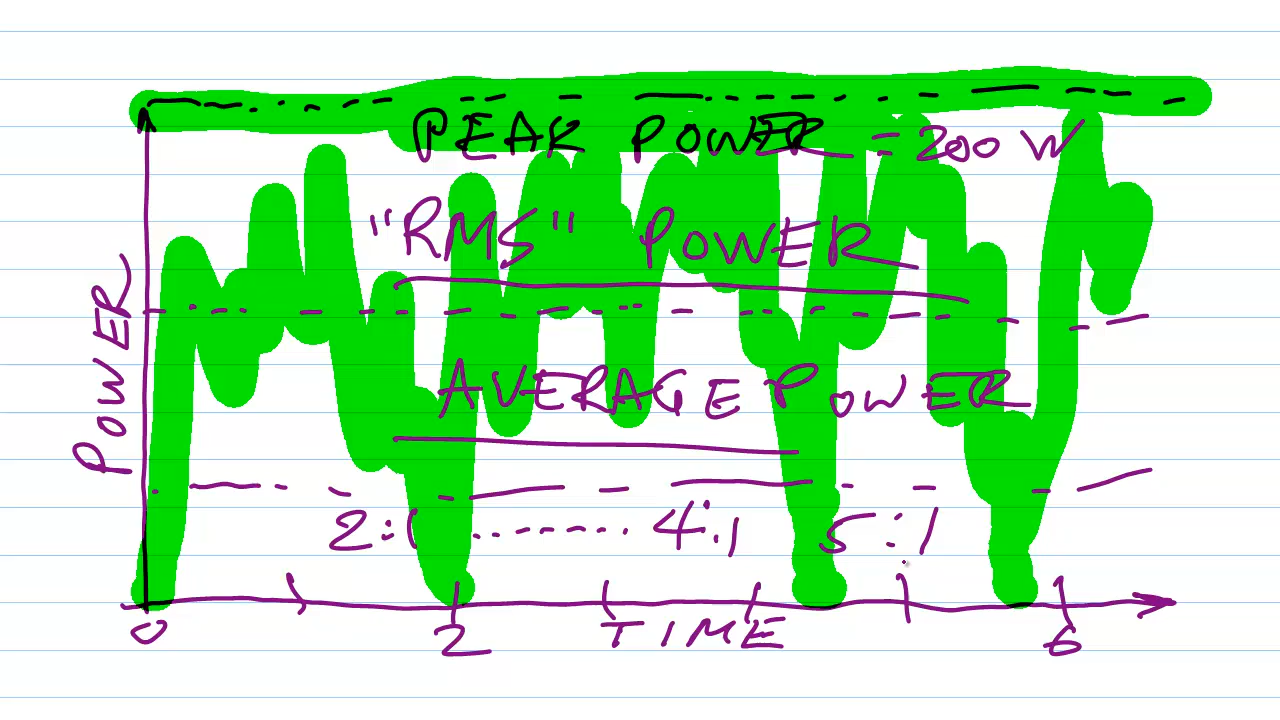 PEAK POWER = 200 W
"RMS" POWER
AVERAGE POWER
2:1 ........ 4:1 5:1
POWER
0 2 TIME 6